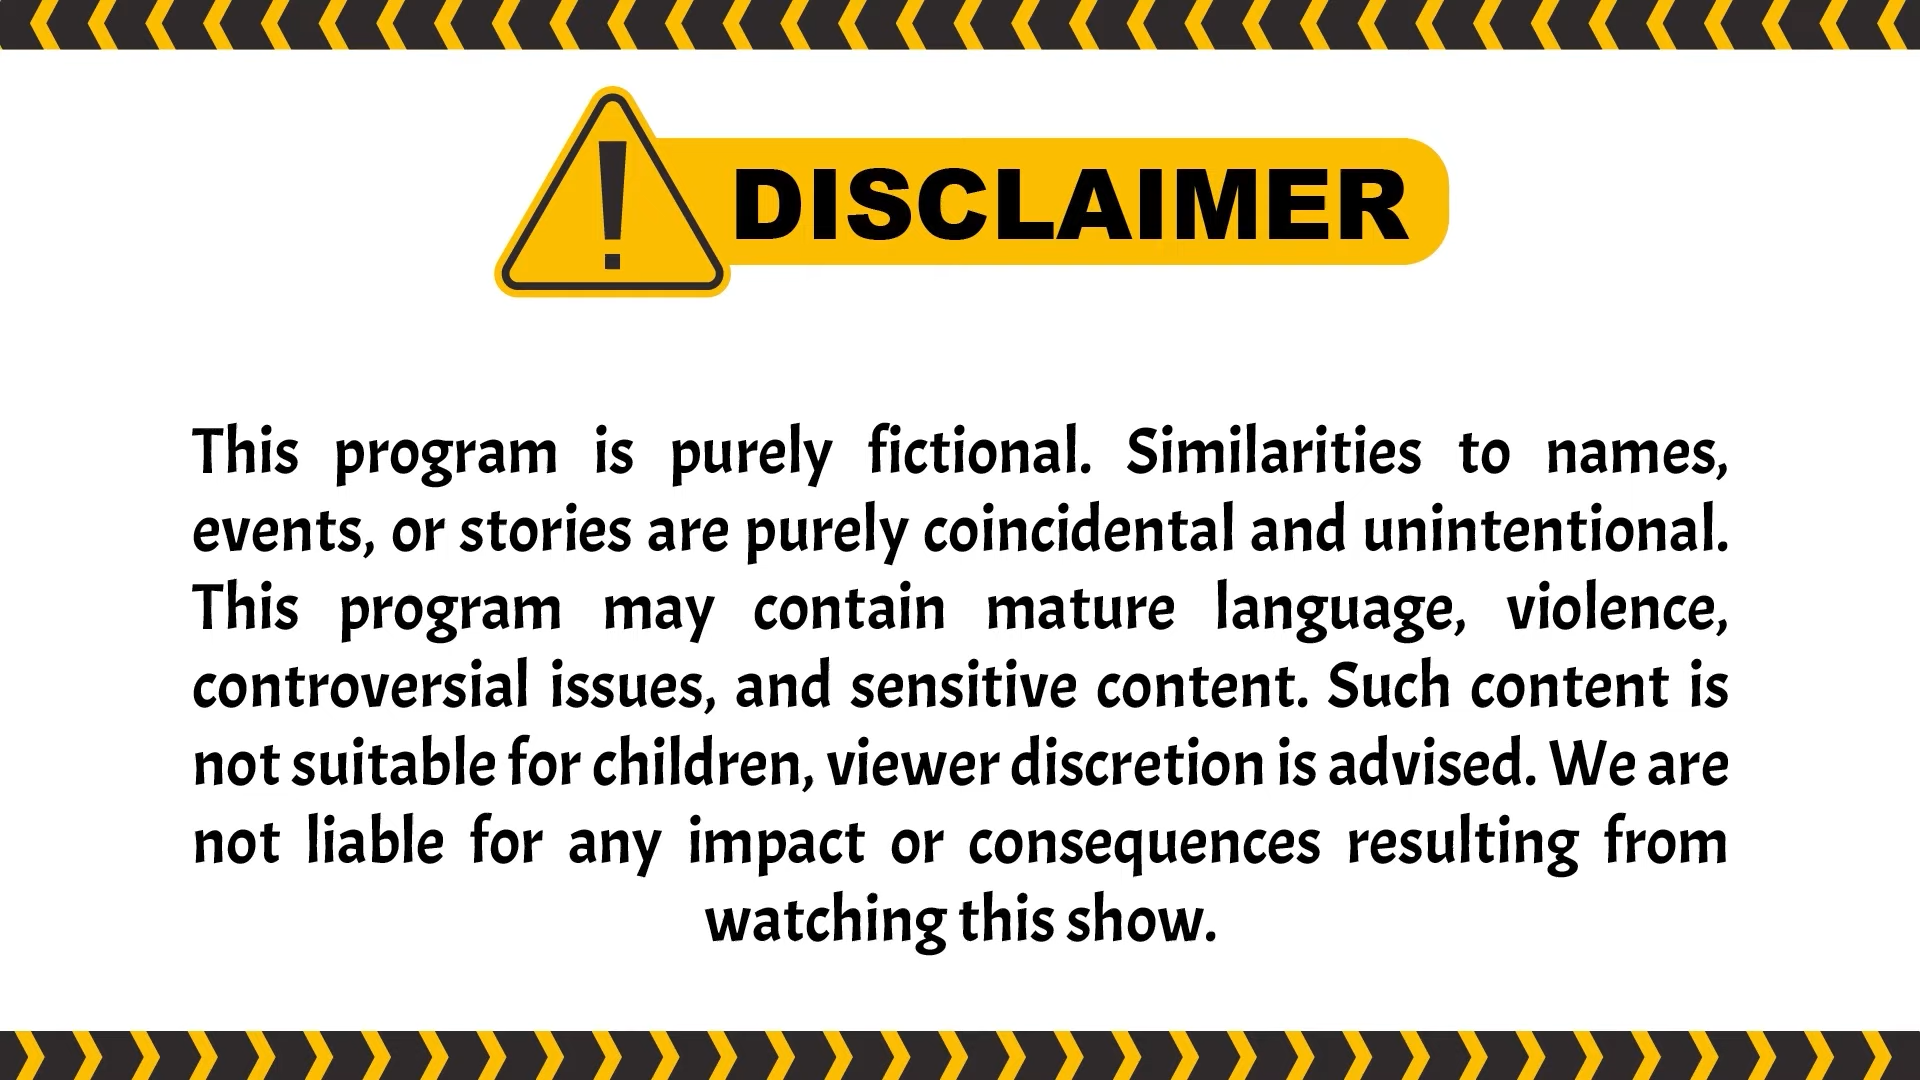 DISCLAIMER
This program is purely fictional. Similarities to names,
events, or stories are purely coincidental and unintentional.
This program may contain mature language, violence,
controversial issues, and sensitive content. Such content is
not suitable for children, viewer discretion is advised. We are
not liable for any impact or consequences resulting from
watching this show.